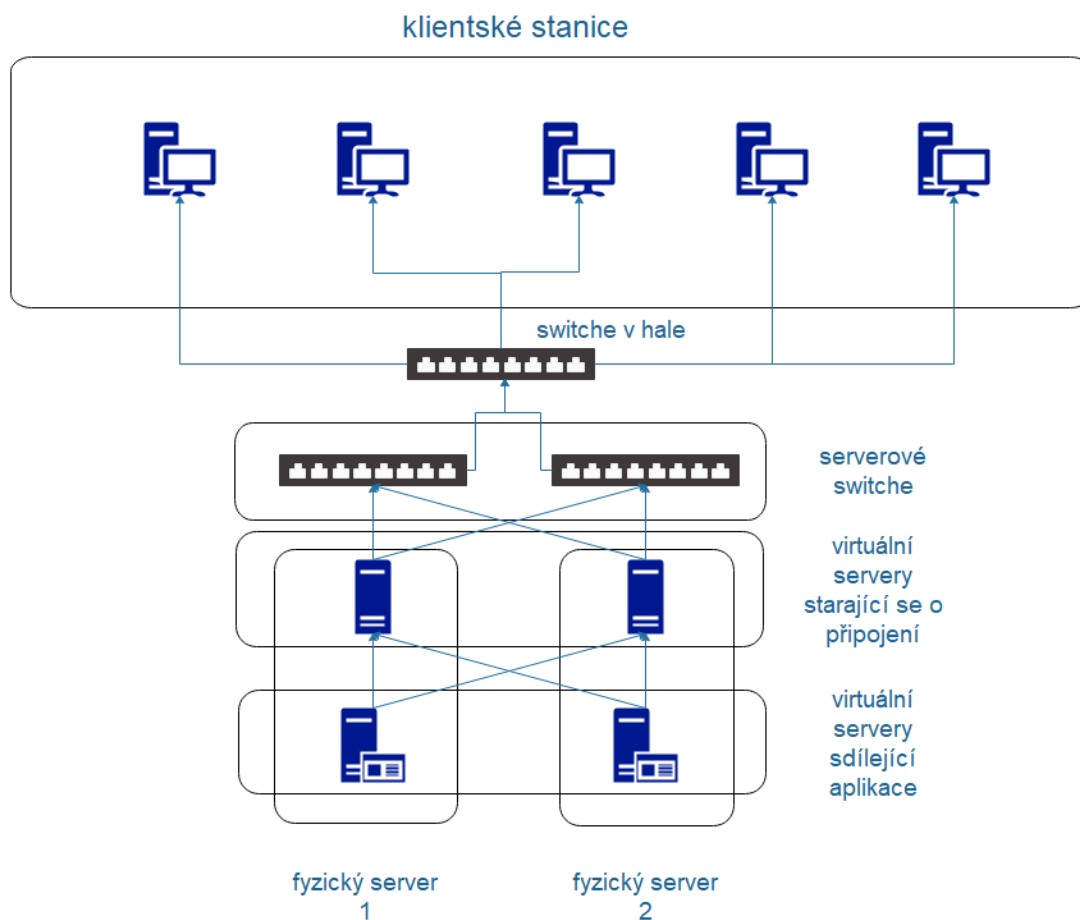 klientské stanice
switche v hale
serverové
switche
virtuální
servery
starající se o
připojení
virtuální
servery
sdílející
aplikace
fyzický server
1
fyzický server
2